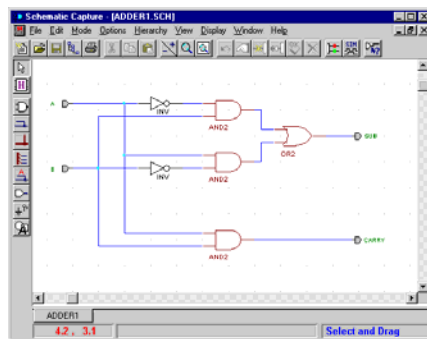 Schematic Capture - [ADDER1.SCH]
File Edit Mode Options Hierarchy View Display Window Help
A
INV
AND2
SUB
OR2
B
INV
AND2
CARRY
AND2
ADDER1
4.2 , 3.1
Select and Drag